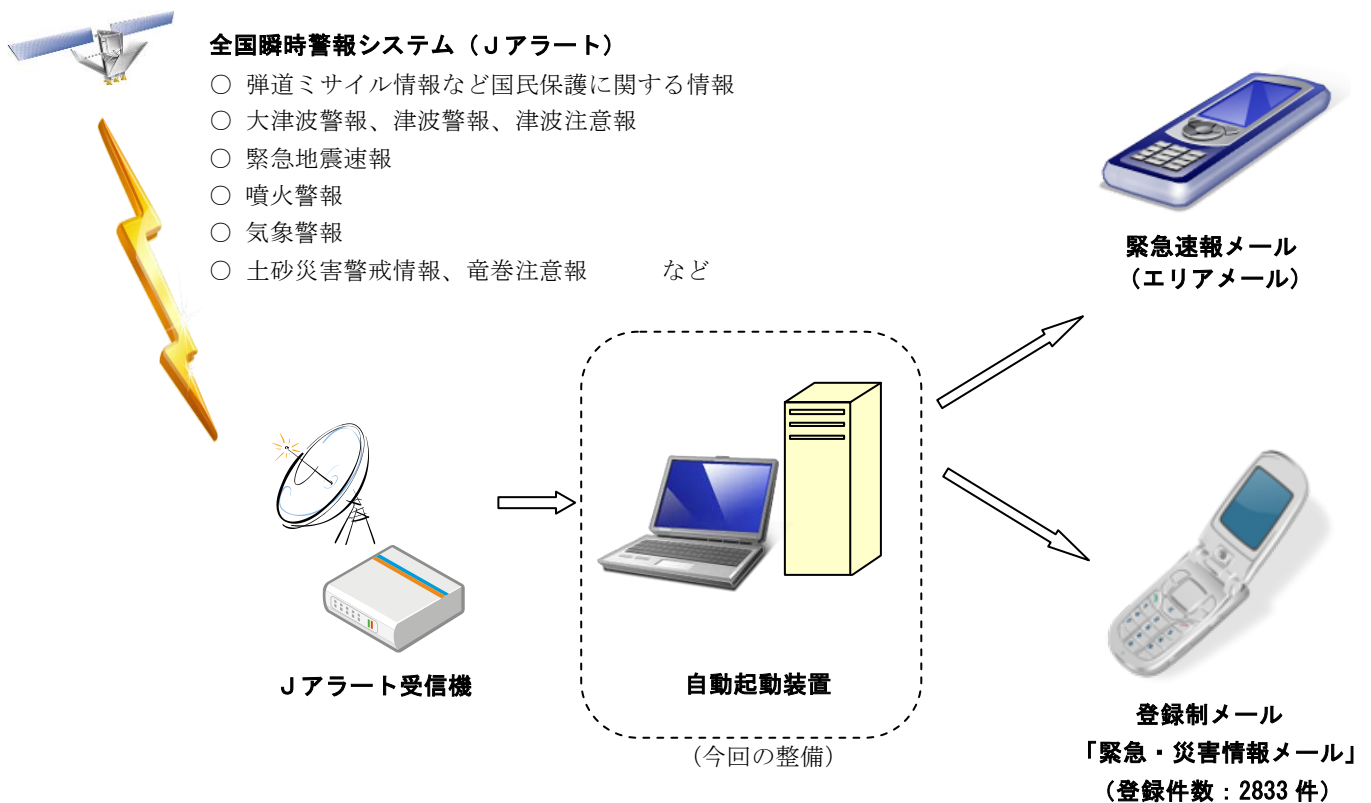 全国瞬時警報システム（Ｊアラート）
○ 弾道ミサイル情報など国民保護に関する情報
○ 大津波警報、津波警報、津波注意報
○ 緊急地震速報
○ 噴火警報
○ 気象警報
○ 土砂災害警戒情報、竜巻注意報　　　など
緊急速報メール
（エリアメール）
Ｊアラート受信機
自動起動装置
（今回の整備）
登録制メール
「緊急・災害情報メール」
（登録件数：2833 件）